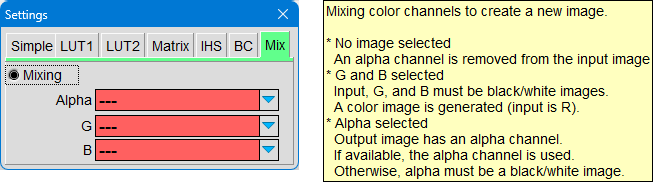 Settings
Simple LUT1 LUT2 Matrix IHS BC Mix
Mixing
Alpha ---
G ---
B ---
Mixing color channels to create a new image.
* No image selected
An alpha channel is removed from the input image
* G and B selected
Input, G, and B must be black/white images.
A color image is generated (input is R).
* Alpha selected
Output image has an alpha channel.
If available, the alpha channel is used.
Otherwise, alpha must be a black/white image.